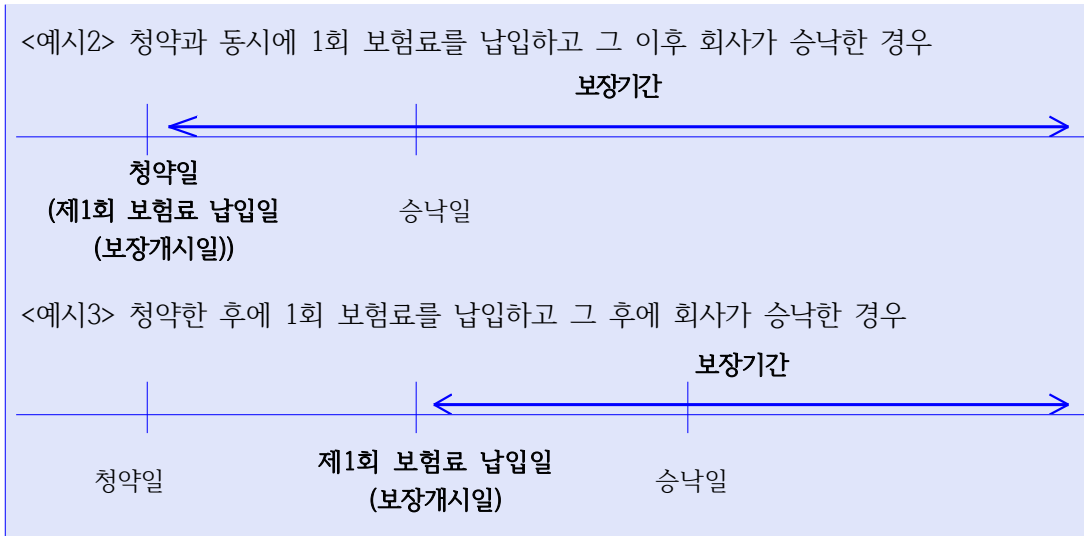 <예시2> 청약과 동시에 1회 보험료를 납입하고 그 이후 회사가 승낙한 경우
보장기간
청약일
(제1회 보험료 납입일
(보장개시일))
승낙일
<예시3> 청약한 후에 1회 보험료를 납입하고 그 후에 회사가 승낙한 경우
보장기간
청약일
제1회 보험료 납입일
(보장개시일)
승낙일